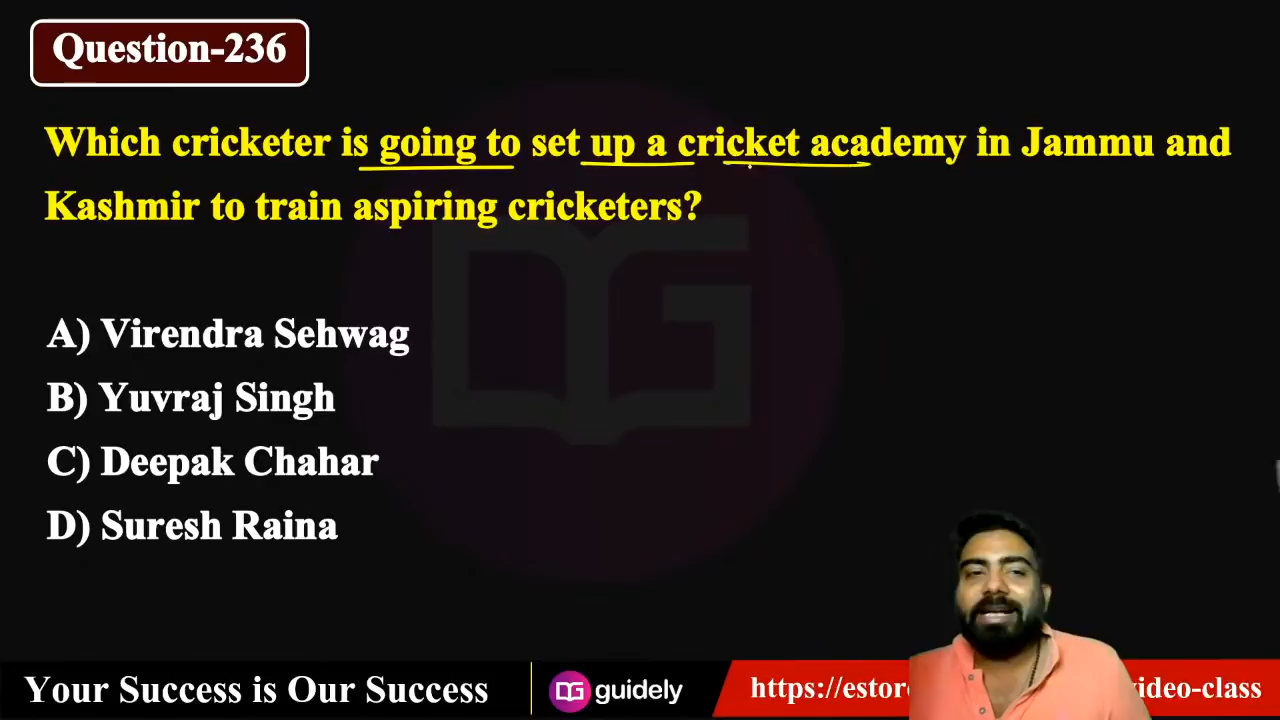 Question-236
Which cricketer is going to set up a cricket academy in Jammu and
Kashmir to train aspiring cricketers?
A) Virendra Sehwag
B) Yuvraj Singh
C) Deepak Chahar
D) Suresh Raina
Your Success is Our Success
guidely
https://estor
ideo-class